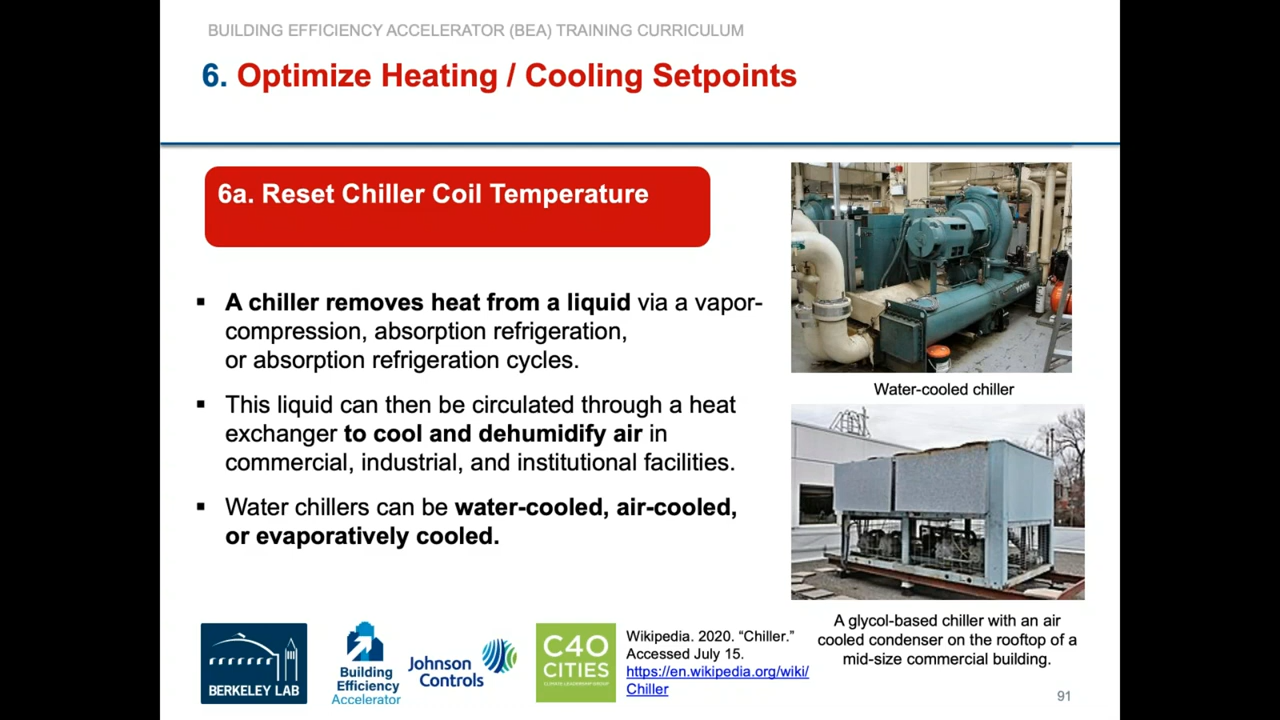 BUILDING EFFICIENCY ACCELERATOR (BEA) TRAINING CURRICULUM
6. Optimize Heating / Cooling Setpoints
6a. Reset Chiller Coil Temperature
▪ A chiller removes heat from a liquid via a vapor-
compression, absorption refrigeration,
or absorption refrigeration cycles.
▪ This liquid can then be circulated through a heat
exchanger to cool and dehumidify air in
commercial, industrial, and institutional facilities.
▪ Water chillers can be water-cooled, air-cooled,
or evaporatively cooled.
YORK
Water-cooled chiller
A glycol-based chiller with an air
cooled condenser on the rooftop of a
mid-size commercial building.
BERKELEY LAB
Building
Efficiency
Accelerator
Johnson
Controls
C40
CITIES
CLIMATE LEADERSHIP GROUP
Wikipedia. 2020. “Chiller.”
Accessed July 15.
https://en.wikipedia.org/wiki/
Chiller
91